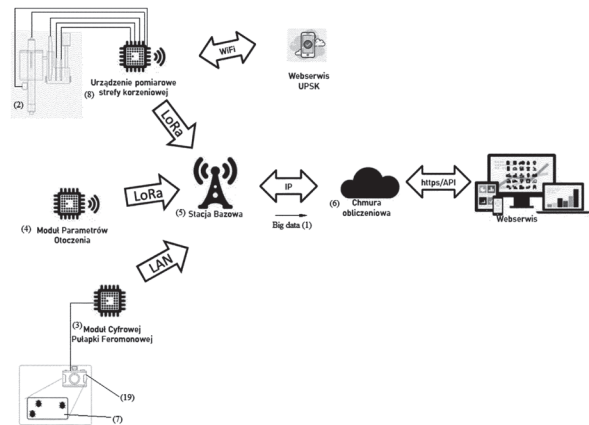 (2)
(8)
Urządzenie pomiarowe
strefy korzeniowej
WiFi
Webserwis
UPSK
LoRa
LoRa
(4)
Moduł Parametrów
Otoczenia
(5)
Stacja Bazowa
IP
Big data (1)
(6)
Chmura
obliczeniowa
https/API
Webserwis
LAN
(3)
Moduł Cyfrowej
Pułapki Feromonowej
(19)
(7)